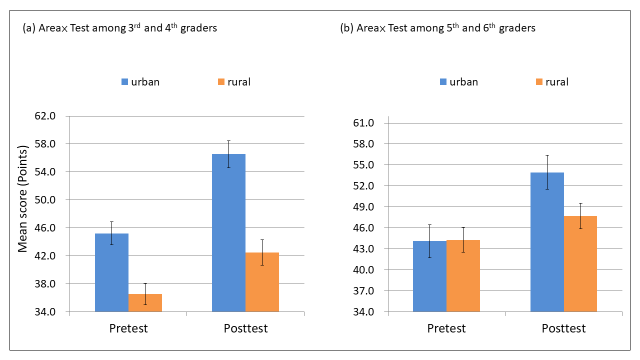 (a) Areax Test among 3rd and 4th graders
urban rural
62.0
58.0
54.0
50.0
46.0
42.0
38.0
34.0
Mean score (Points)
Pretest Posttest
(b) Areax Test among 5th and 6th graders
urban rural
61.0
58.0
55.0
52.0
49.0
46.0
43.0
40.0
37.0
34.0
Pretest Posttest